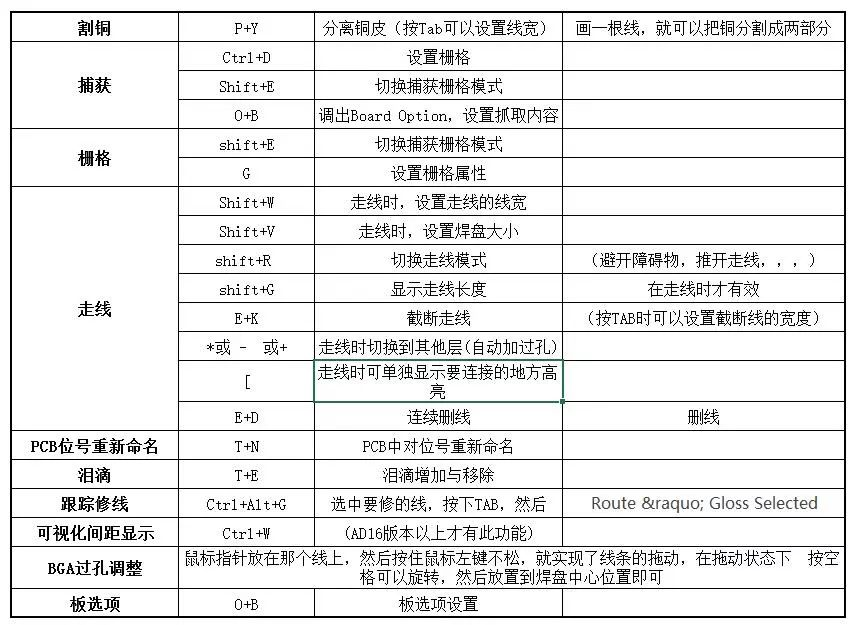 割铜 P+Y 分离铜皮（按Tab可以设置线宽） 画一根线，就可以把铜分割成两部分
捕获 Ctrl+D 设置栅格
Shift+E 切换捕获栅格模式
O+B 调出Board Option，设置抓取内容
栅格 shift+E 切换捕获栅格模式
G 设置栅格属性
走线 Shift+W 走线时，设置走线的线宽
Shift+V 走线时，设置焊盘大小
shift+R 切换走线模式 （避开障碍物，推开走线，，，）
shift+G 显示走线长度 在走线时才有效
E+K 截断走线 （按TAB时可以设置截断线的宽度）
*或 - 或+ 走线时切换到其他层(自动加过孔)
[ 走线时可单独显示要连接的地方高
亮
E+D 连续删线 删线
PCB位号重新命名 T+N PCB中对位号重新命名
泪滴 T+E 泪滴增加与移除
跟踪修线 Ctrl+Alt+G 选中要修的线，按下TAB，然后 Route &raquo; Gloss Selected
可视化间距显示 Ctrl+W (AD16版本以上才有此功能)
BGA过孔调整 鼠标指针放在那个线上，然后按住鼠标左键不松，就实现了线条的拖动，在拖动状态下 按空
格可以旋转，然后放置到焊盘中心位置即可
板选项 O+B 板选项设置